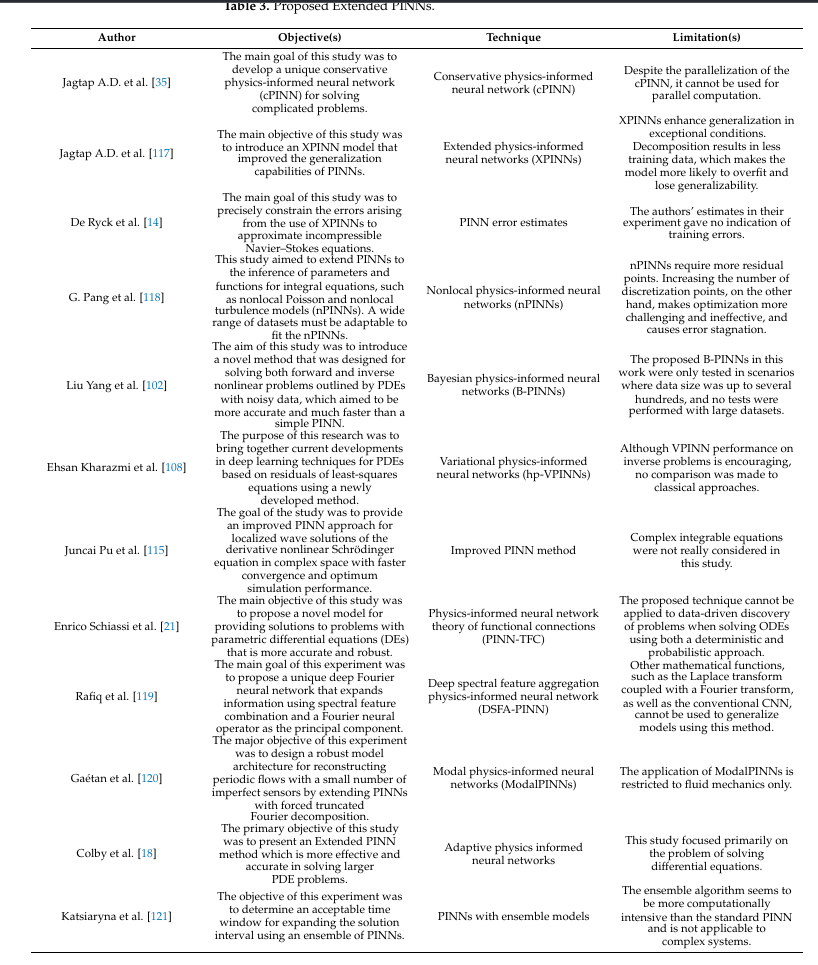 Table 3. Proposed Extended PINNs.
Author Objective(s) Technique Limitation(s)
Jagtap A.D. et al. [35]
The main goal of this study was to
develop a unique conservative
physics-informed neural network
(cPINN) for solving
complicated problems.
Conservative physics-informed
neural network (cPINN)
Despite the parallelization of the
cPINN, it cannot be used for
parallel computation.
Jagtap A.D. et al. [117]
The main objective of this study was
to introduce an XPINN model that
improved the generalization
capabilities of PINNs.
Extended physics-informed
neural networks (XPINNs)
XPINNs enhance generalization in
exceptional conditions.
Decomposition results in less
training data, which makes the
model more likely to overfit and
lose generalizability.
De Ryck et al. [14]
The main goal of this study was to
precisely constrain the errors arising
from the use of XPINNs to
approximate incompressible
Navier–Stokes equations.
PINN error estimates
The authors' estimates in their
experiment gave no indication of
training errors.
G. Pang et al. [118]
This study aimed to extend PINNs to
the inference of parameters and
functions for integral equations, such
as nonlocal Poisson and nonlocal
turbulence models (nPINNs). A wide
range of datasets must be adaptable to
fit the nPINNs.
Nonlocal physics-informed neural
networks (nPINNs)
nPINNs require more residual
points. Increasing the number of
discretization points, on the other
hand, makes optimization more
challenging and ineffective, and
causes error stagnation.
Liu Yang et al. [102]
The aim of this study was to introduce
a novel method that was designed for
solving both forward and inverse
nonlinear problems outlined by PDEs
with noisy data, which aimed to be
more accurate and much faster than a
simple PINN.
Bayesian physics-informed neural
networks (B-PINNs)
The proposed B-PINNs in this
work were only tested in scenarios
where data size was up to several
hundreds, and no tests were
performed with large datasets.
Ehsan Kharazmi et al. [108]
The purpose of this research was to
bring together current developments
in deep learning techniques for PDEs
based on residuals of least-squares
equations using a newly
developed method.
Variational physics-informed
neural networks (hp-VPINNs)
Although VPINN performance on
inverse problems is encouraging,
no comparison was made to
classical approaches.
Juncai Pu et al. [115]
The goal of the study was to provide
an improved PINN approach for
localized wave solutions of the
derivative nonlinear Schrödinger
equation in complex space with faster
convergence and optimum
simulation performance.
Improved PINN method
Complex integrable equations
were not really considered in
this study.
Enrico Schiassi et al. [21]
The main objective of this study was
to propose a novel model for
providing solutions to problems with
parametric differential equations (DEs)
that is more accurate and robust.
Physics-informed neural network
theory of functional connections
(PINN-TFC)
The proposed technique cannot be
applied to data-driven discovery
of problems when solving ODEs
using both a deterministic and
probabilistic approach.
Rafiq et al. [119]
The main goal of this experiment was
to propose a unique deep Fourier
neural network that expands
information using spectral feature
combination and a Fourier neural
operator as the principal component.
Deep spectral feature aggregation
physics-informed neural network
(DSFA-PINN)
Other mathematical functions,
such as the Laplace transform
coupled with a Fourier transform,
as well as the conventional CNN,
cannot be used to generalize
models using this method.
Gaétan et al. [120]
The major objective of this experiment
was to design a robust model
architecture for reconstructing
periodic flows with a small number of
imperfect sensors by extending PINNs
with forced truncated
Fourier decomposition.
Modal physics-informed neural
networks (ModalPINNs)
The application of ModalPINNs is
restricted to fluid mechanics only.
Colby et al. [18]
The primary objective of this study
was to present an Extended PINN
method which is more effective and
accurate in solving larger
PDE problems.
Adaptive physics informed
neural networks
This study focused primarily on
the problem of solving
differential equations.
Katsiaryna et al. [121]
The objective of this experiment was
to determine an acceptable time
window for expanding the solution
interval using an ensemble of PINNs.
PINNs with ensemble models
The ensemble algorithm seems to
be more computationally
intensive than the standard PINN
and is not applicable to
complex systems.